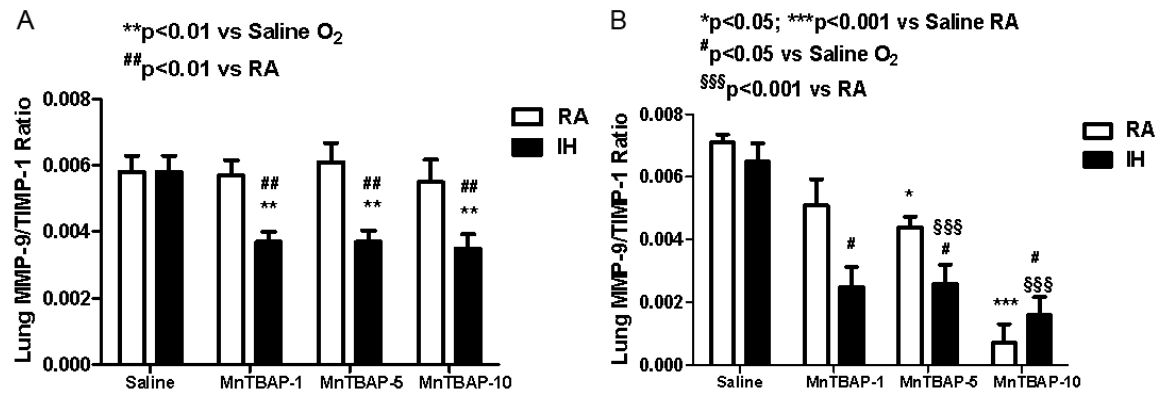 A
**p<0.01 vs Saline O2
##p<0.01 vs RA
Lung MMP-9/TIMP-1 Ratio
0.008
0.006
0.004
0.002
0.000
RA
IH
##
**
##
**
##
**
Saline MnTBAP-1 MnTBAP-5 MnTBAP-10
B
*p<0.05; ***p<0.001 vs Saline RA
#p<0.05 vs Saline O2
§§§p<0.001 vs RA
Lung MMP-9/TIMP-1 Ratio
0.008
0.006
0.004
0.002
0.000
RA
IH
#
*
§§§
#
***
#
§§§
Saline MnTBAP-1 MnTBAP-5 MnTBAP-10